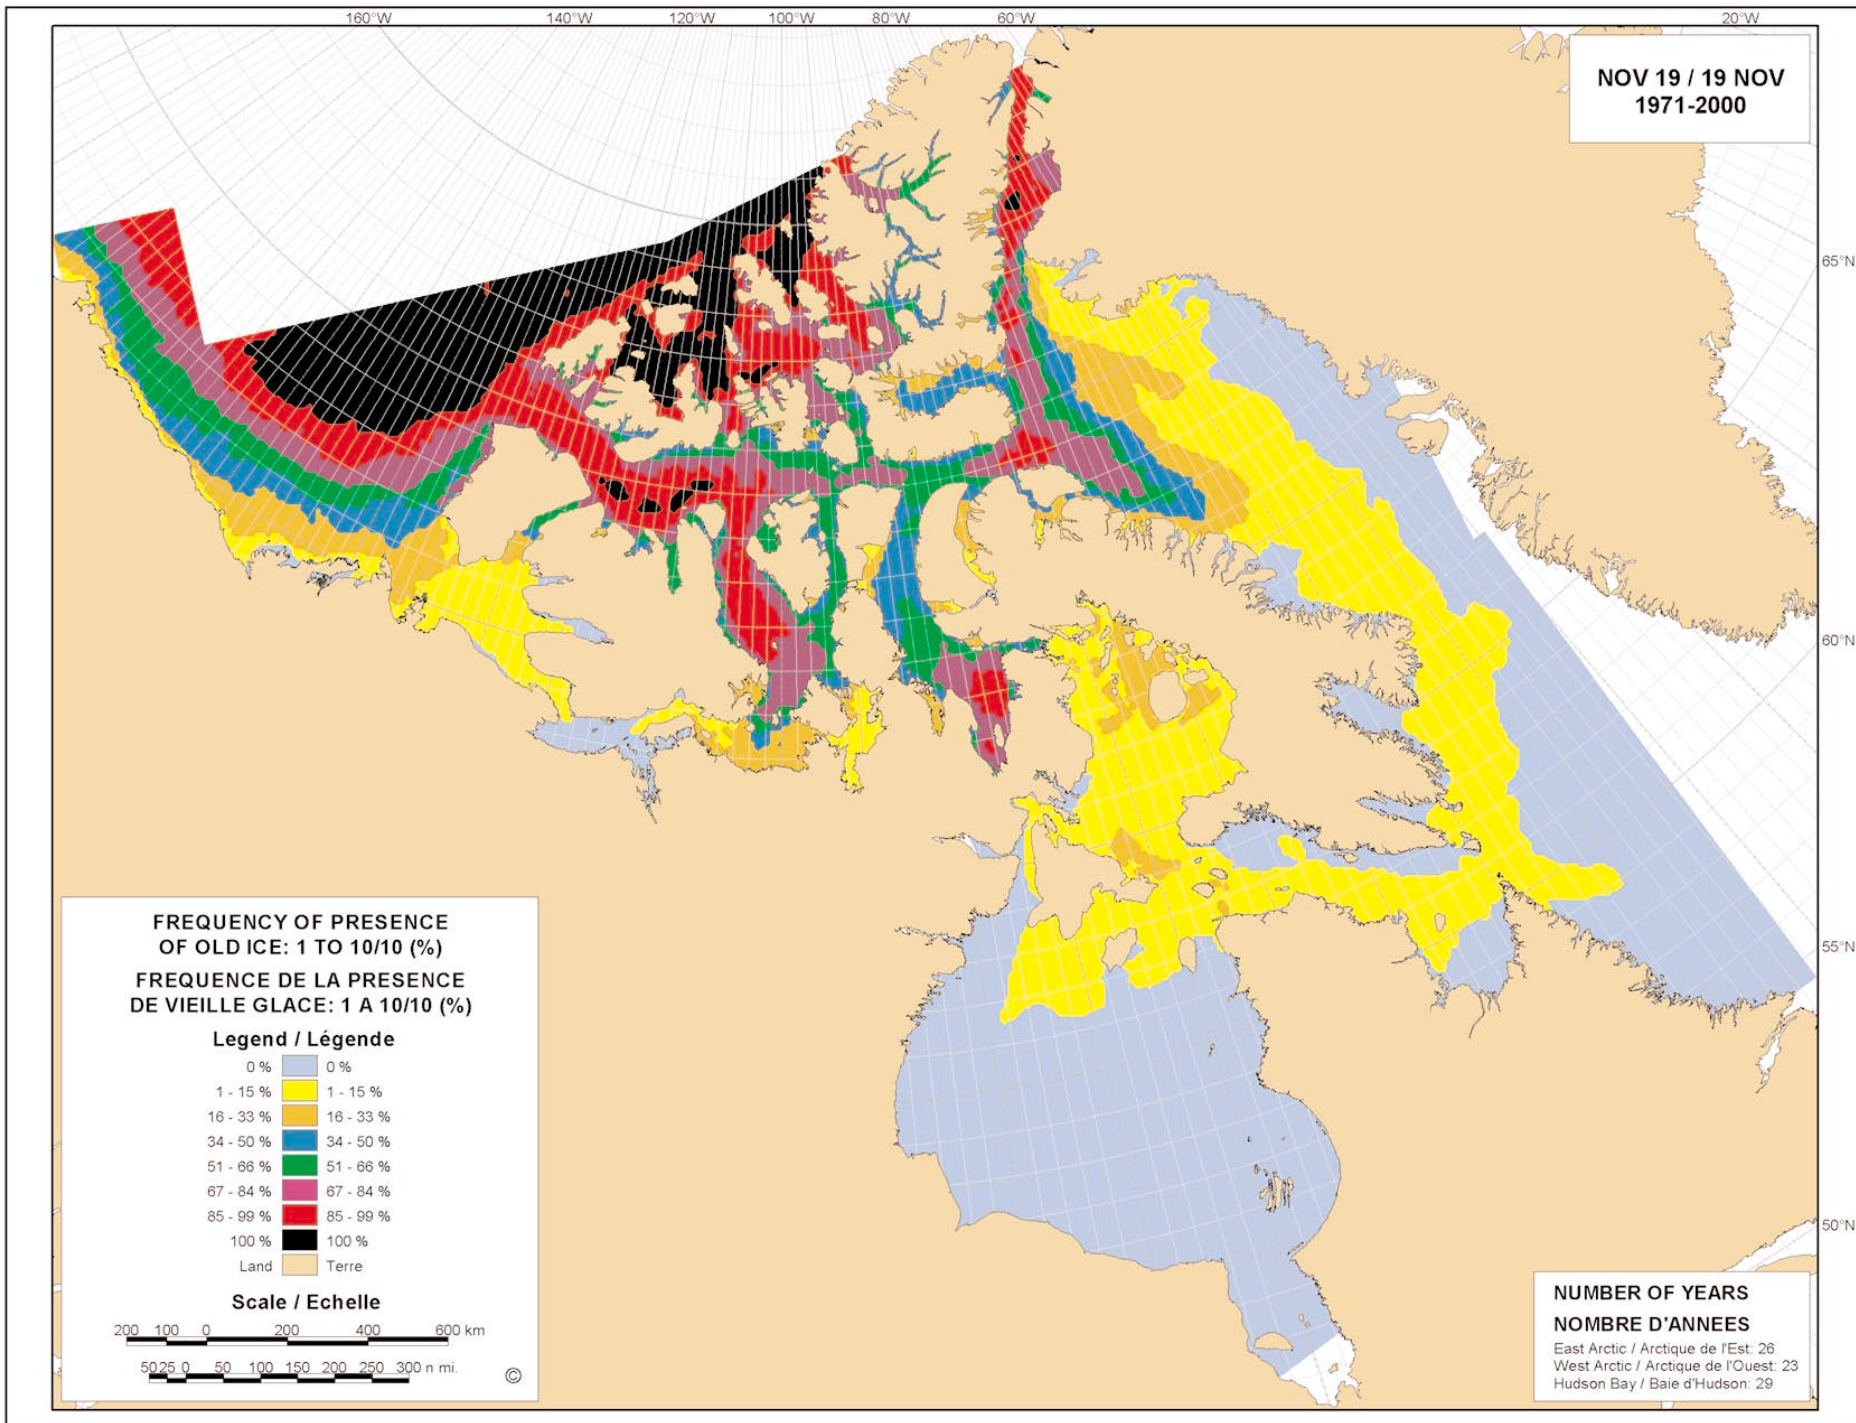 160°W 140°W 120°W 100°W 80°W 60°W 20°W
NOV 19 / 19 NOV
1971-2000
65°N
60°N
55°N
50°N
FREQUENCY OF PRESENCE
OF OLD ICE: 1 TO 10/10 (%)
FREQUENCE DE LA PRESENCE
DE VIEILLE GLACE: 1 A 10/10 (%)
Legend / Légende
0 % 0 %
1 - 15 % 1 - 15 %
16 - 33 % 16 - 33 %
34 - 50 % 34 - 50 %
51 - 66 % 51 - 66 %
67 - 84 % 67 - 84 %
85 - 99 % 85 - 99 %
100 % 100 %
Land Terre
Scale / Echelle
200 100 0 200 400 600 km
50 25 0 50 100 150 200 250 300 n mi.
©
NUMBER OF YEARS
NOMBRE D'ANNEES
East Arctic / Arctique de l'Est: 26
West Arctic / Arctique de l'Ouest: 23
Hudson Bay / Baie d'Hudson: 29